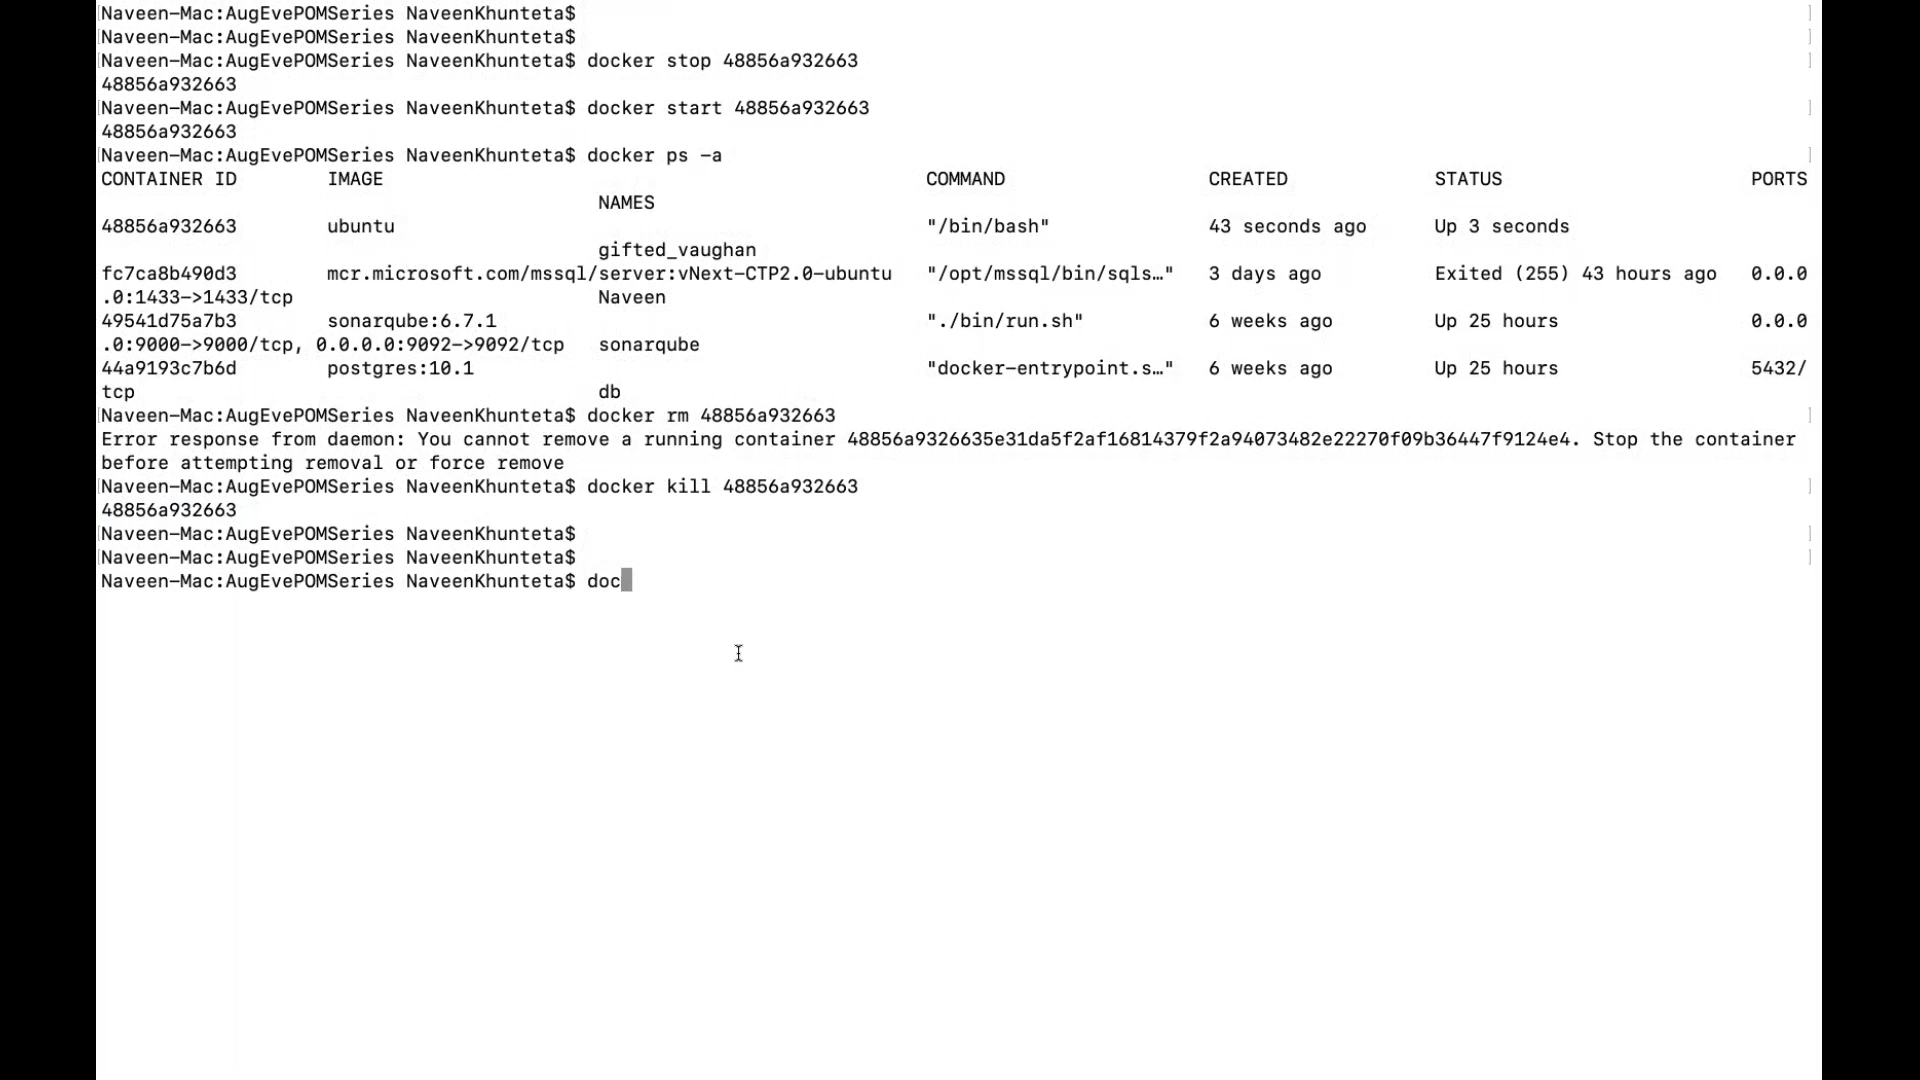 Naveen-Mac:AugEvePOMSeries NaveenKhunteta$
Naveen-Mac:AugEvePOMSeries NaveenKhunteta$
Naveen-Mac:AugEvePOMSeries NaveenKhunteta$ docker stop 48856a932663
48856a932663
Naveen-Mac:AugEvePOMSeries NaveenKhunteta$ docker start 48856a932663
48856a932663
Naveen-Mac:AugEvePOMSeries NaveenKhunteta$ docker ps -a
CONTAINER ID IMAGE COMMAND CREATED STATUS PORTS
NAMES
48856a932663 ubuntu "/bin/bash" 43 seconds ago Up 3 seconds
gifted_vaughan
fc7ca8b490d3 mcr.microsoft.com/mssql/server:vNext-CTP2.0-ubuntu "/opt/mssql/bin/sqls…" 3 days ago Exited (255) 43 hours ago 0.0.0
.0:1433->1433/tcp Naveen
49541d75a7b3 sonarqube:6.7.1 "./bin/run.sh" 6 weeks ago Up 25 hours 0.0.0
.0:9000->9000/tcp, 0.0.0.0:9092->9092/tcp sonarqube
44a9193c7b6d postgres:10.1 "docker-entrypoint.s…" 6 weeks ago Up 25 hours 5432/
tcp db
Naveen-Mac:AugEvePOMSeries NaveenKhunteta$ docker rm 48856a932663
Error response from daemon: You cannot remove a running container 48856a9326635e31da5f2af16814379f2a94073482e22270f09b36447f9124e4. Stop the container
before attempting removal or force remove
Naveen-Mac:AugEvePOMSeries NaveenKhunteta$ docker kill 48856a932663
48856a932663
Naveen-Mac:AugEvePOMSeries NaveenKhunteta$
Naveen-Mac:AugEvePOMSeries NaveenKhunteta$
Naveen-Mac:AugEvePOMSeries NaveenKhunteta$ doc